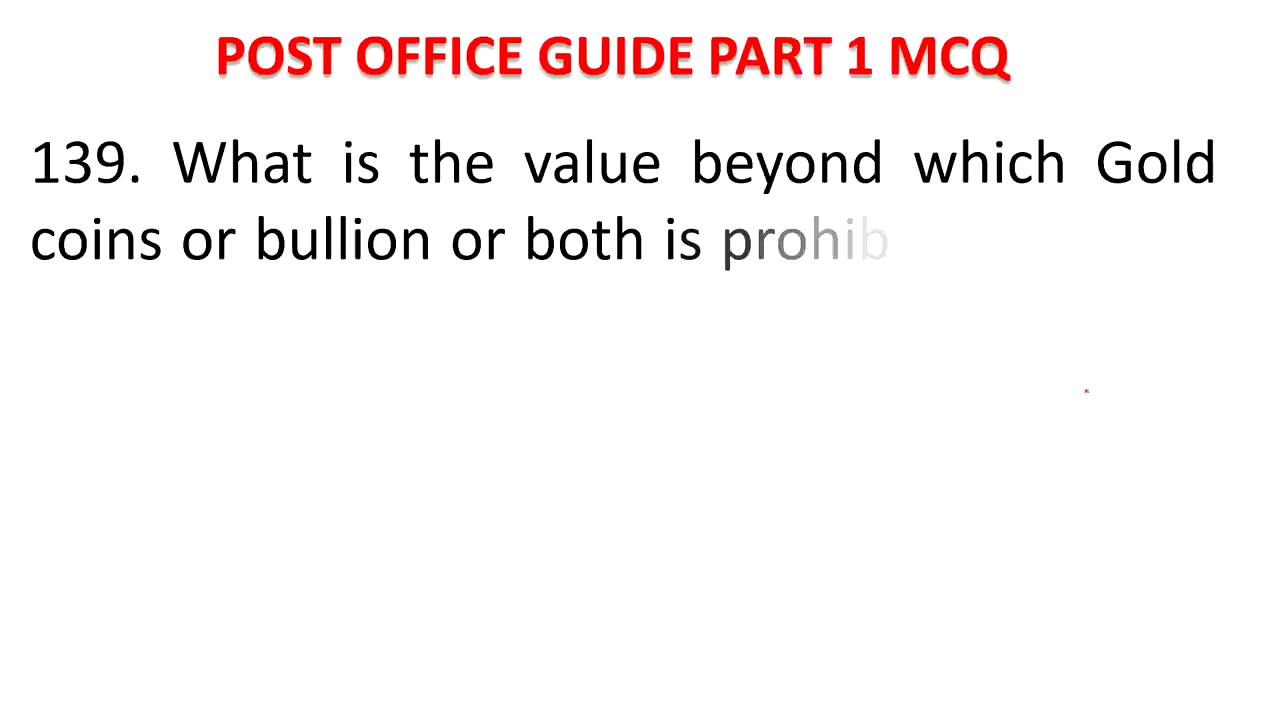 POST OFFICE GUIDE PART 1 MCQ
139. What is the value beyond which Gold
coins or bullion or both is prohib